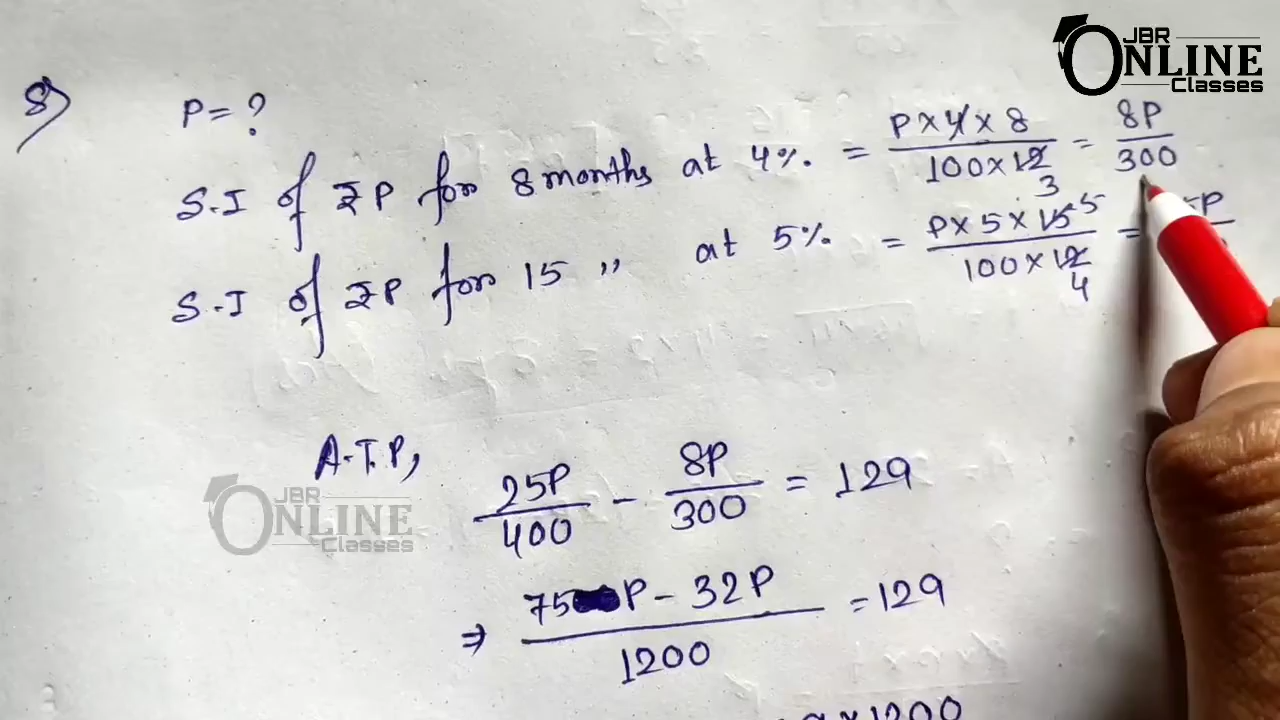 JBR
ONLINE
Classes
8)
P = ?
S.I of ₹P for 8 months at 4% = P × 4 × 8 / 100 × 12 3 = 8P / 300
S.I of ₹P for 15 " at 5% = P × 5 × 15 5 / 100 × 12 4 =
A.T.P,
25P / 400 - 8P / 300 = 129
JBR
ONLINE
Classes
⇒ 75P - 32P / 1200 = 129
× 1200